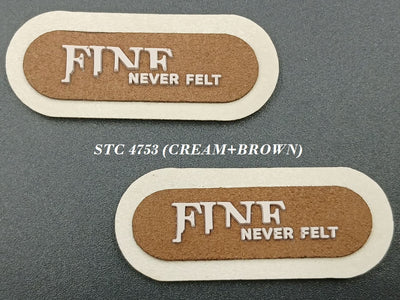 FINE
NEVER FELT
STC 4753 (CREAM+BROWN)
FINE
NEVER FELT